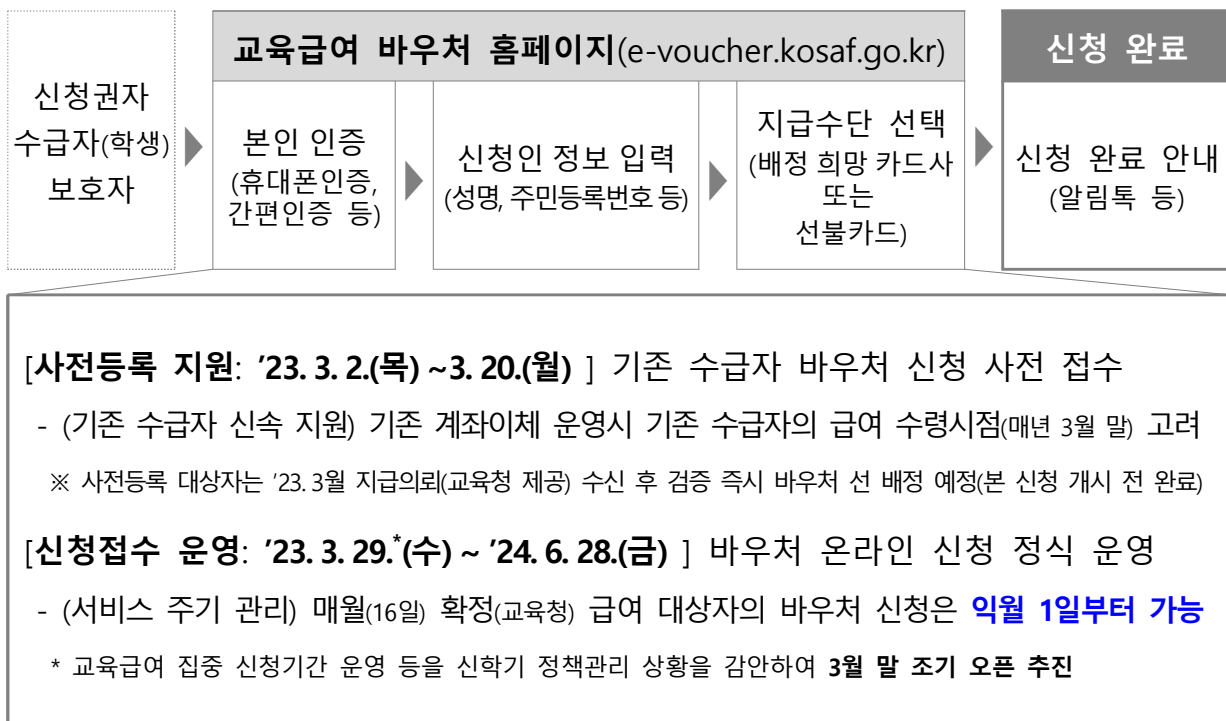 신청권자
수급자(학생)
보호자
교육급여 바우처 홈페이지(e-voucher.kosaf.go.kr)
본인 인증
(휴대폰인증,
간편인증 등)
신청인 정보 입력
(성명, 주민등록번호 등)
지급수단 선택
(배정 희망 카드사
또는
선불카드)
신청 완료
신청 완료 안내
(알림톡 등)
[사전등록 지원: '23. 3. 2.(목) ~3. 20.(월) ] 기존 수급자 바우처 신청 사전 접수
- (기존 수급자 신속 지원) 기존 계좌이체 운영시 기존 수급자의 급여 수령시점(매년 3월 말) 고려
※ 사전등록 대상자는 '23. 3월 지급의뢰(교육청 제공) 수신 후 검증 즉시 바우처 선 배정 예정(본 신청 개시 전 완료)
[신청접수 운영: '23. 3. 29.*(수) ~ '24. 6. 28.(금) ] 바우처 온라인 신청 정식 운영
- (서비스 주기 관리) 매월(16일) 확정(교육청) 급여 대상자의 바우처 신청은 익월 1일부터 가능
* 교육급여 집중 신청기간 운영 등을 신학기 정책관리 상황을 감안하여 3월 말 조기 오픈 추진